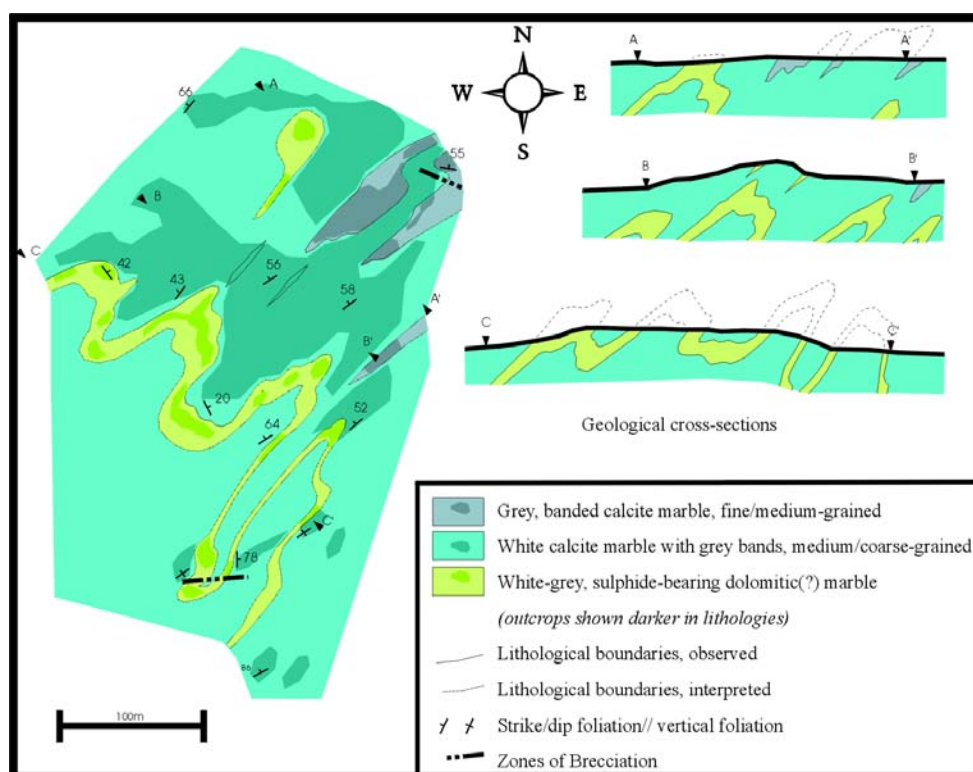 N
W E
S
A A'
B B'
C C'
Geological cross-sections
66
A
55
B
C
42
43
56
58
A'
B'
20
64
52
C'
78
86
100m
Grey, banded calcite marble, fine/medium-grained
White calcite marble with grey bands, medium/coarse-grained
White-grey, sulphide-bearing dolomitic(?) marble
(outcrops shown darker in lithologies)
Lithological boundaries, observed
Lithological boundaries, interpreted
Strike/dip foliation// vertical foliation
Zones of Brecciation